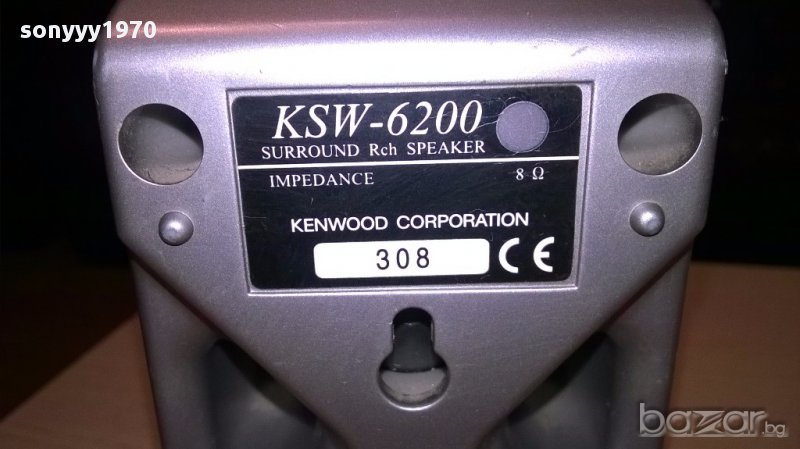 sonyyy1970
KSW-6200
SURROUND Rch SPEAKER
IMPEDANCE 8 Ω
KENWOOD CORPORATION
308 CE
bazar.bg